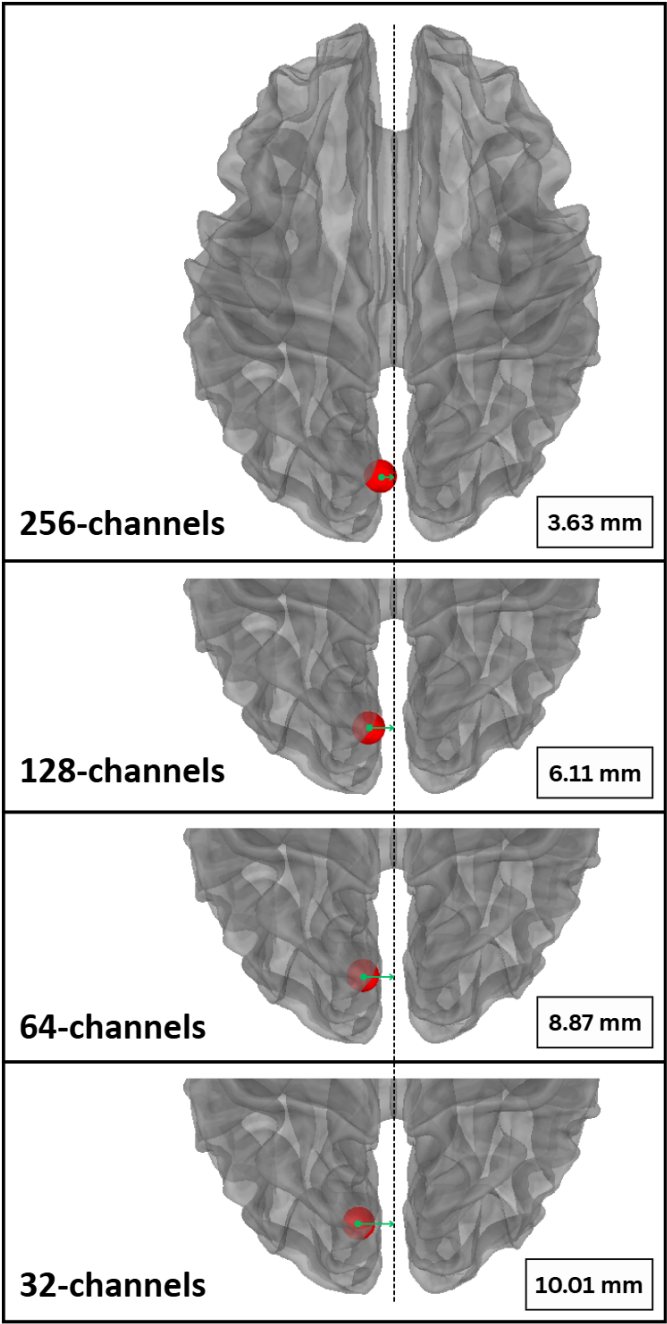 256-channels
3.63 mm
128-channels
6.11 mm
64-channels
8.87 mm
32-channels
10.01 mm